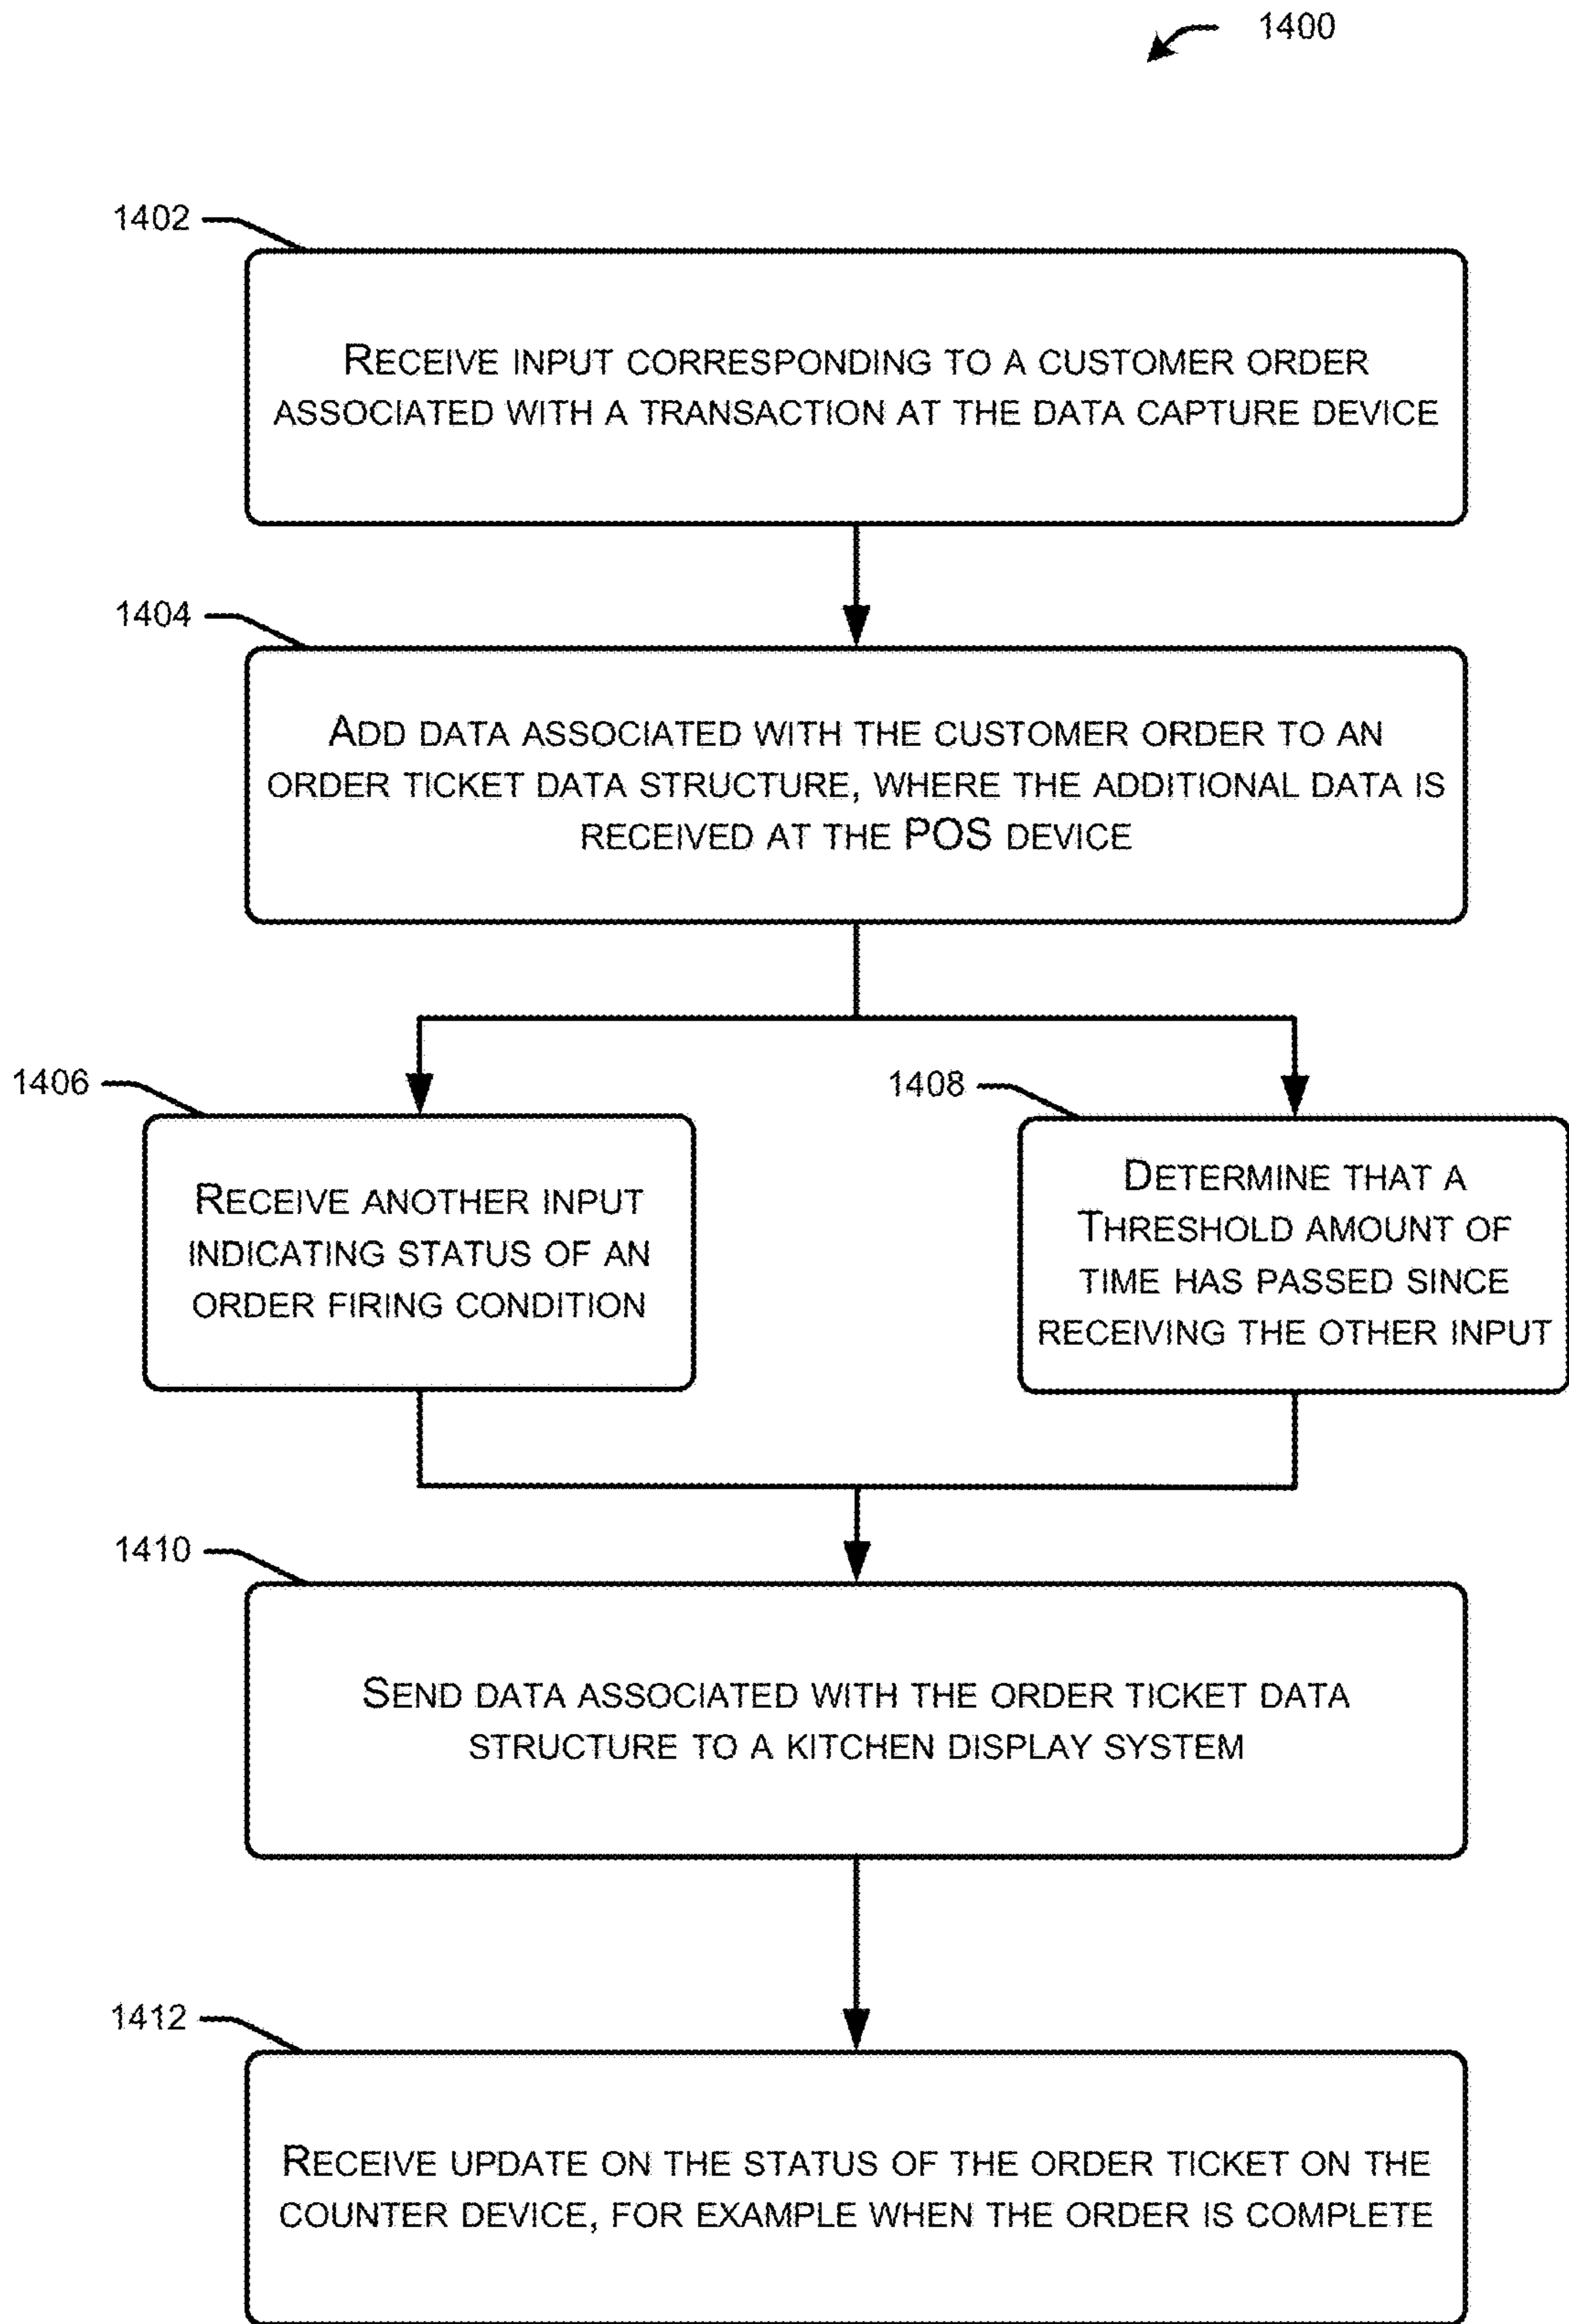 1400
1402
RECEIVE INPUT CORRESPONDING TO A CUSTOMER ORDER
ASSOCIATED WITH A TRANSACTION AT THE DATA CAPTURE DEVICE
1404
ADD DATA ASSOCIATED WITH THE CUSTOMER ORDER TO AN
ORDER TICKET DATA STRUCTURE, WHERE THE ADDITIONAL DATA IS
RECEIVED AT THE POS DEVICE
1406
RECEIVE ANOTHER INPUT
INDICATING STATUS OF AN
ORDER FIRING CONDITION
1408
DETERMINE THAT A
THRESHOLD AMOUNT OF
TIME HAS PASSED SINCE
RECEIVING THE OTHER INPUT
1410
SEND DATA ASSOCIATED WITH THE ORDER TICKET DATA
STRUCTURE TO A KITCHEN DISPLAY SYSTEM
1412
RECEIVE UPDATE ON THE STATUS OF THE ORDER TICKET ON THE
COUNTER DEVICE, FOR EXAMPLE WHEN THE ORDER IS COMPLETE